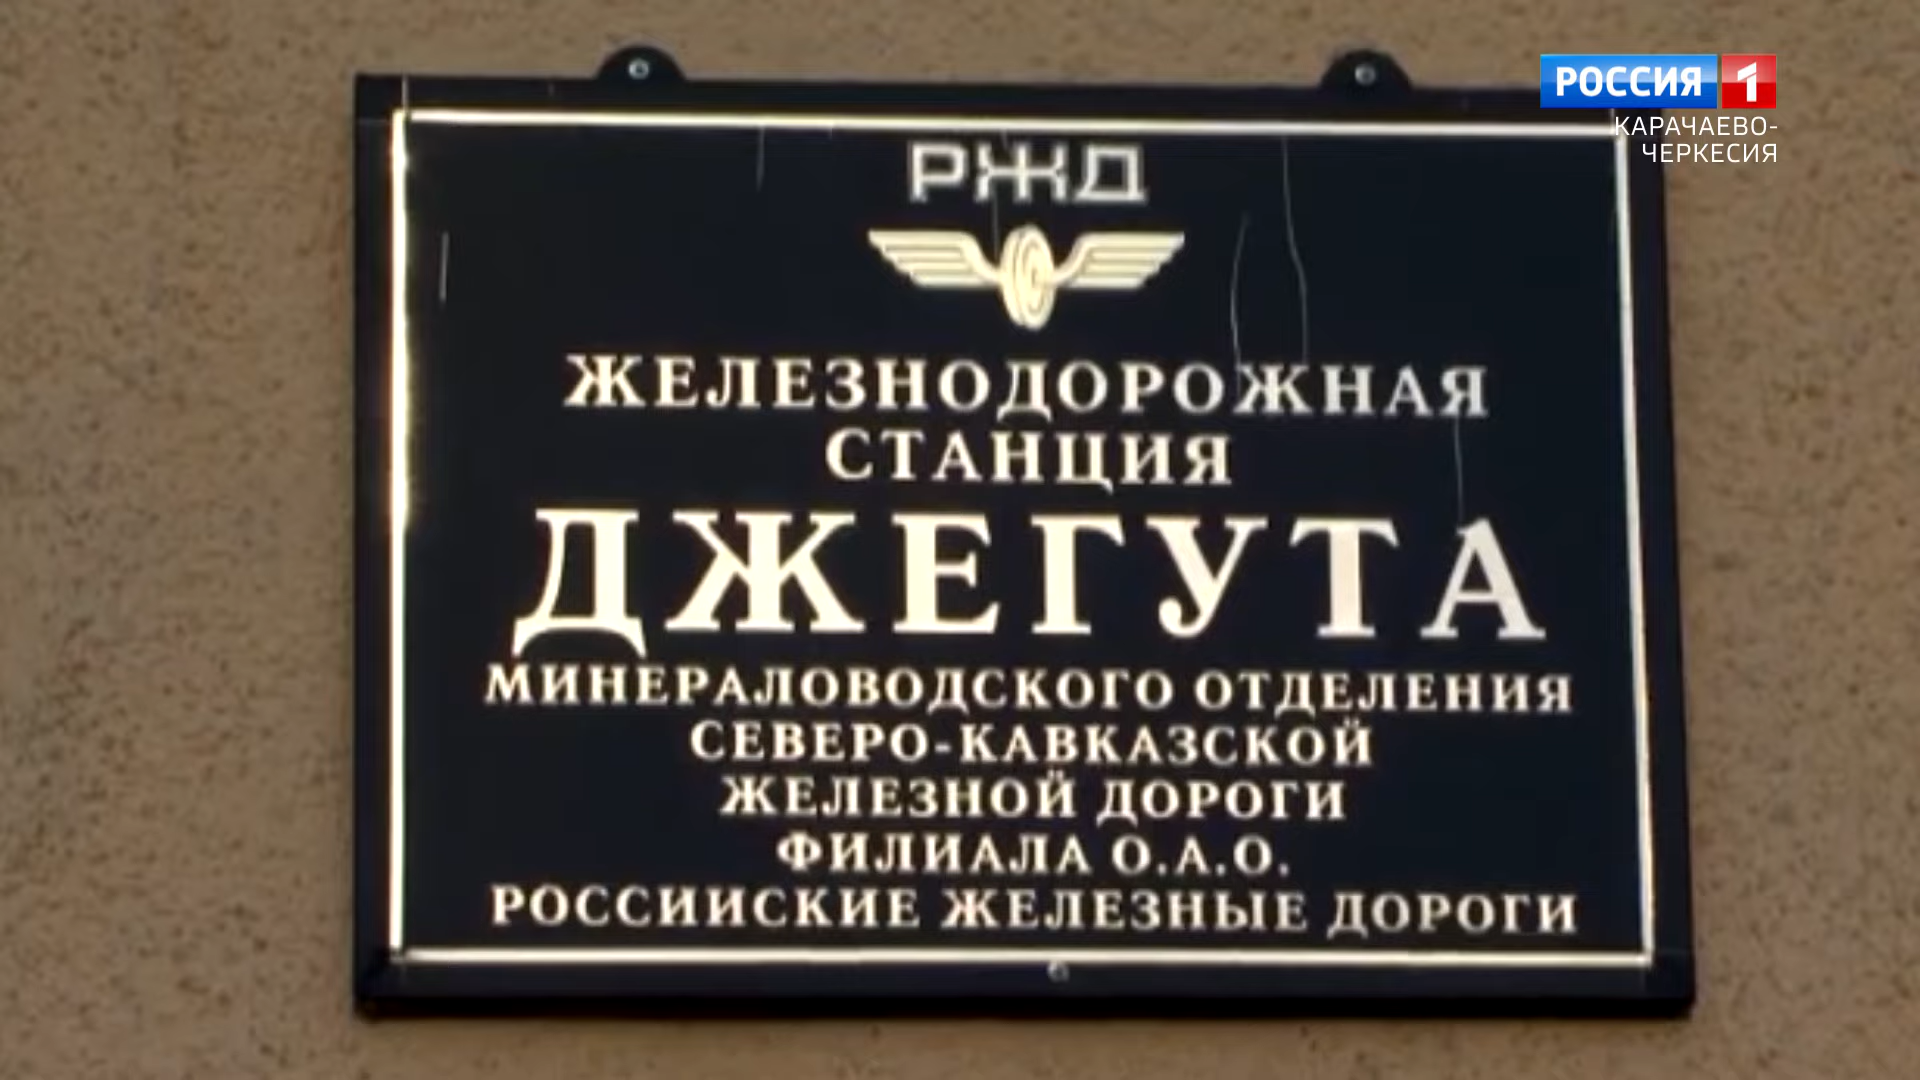 РОССИЯ 1
КАРАЧАЕВО-
ЧЕРКЕСИЯ
РЖД
ЖЕЛЕЗНОДОРОЖНАЯ
СТАНЦИЯ
ДЖЕГУТА
МИНЕРАЛОВОДСКОГО ОТДЕЛЕНИЯ
СЕВЕРО-КАВКАЗСКОЙ
ЖЕЛЕЗНОЙ ДОРОГИ
ФИЛИАЛА О.А.О.
РОССИИСКИЕ ЖЕЛЕЗНЫЕ ДОРОГИ